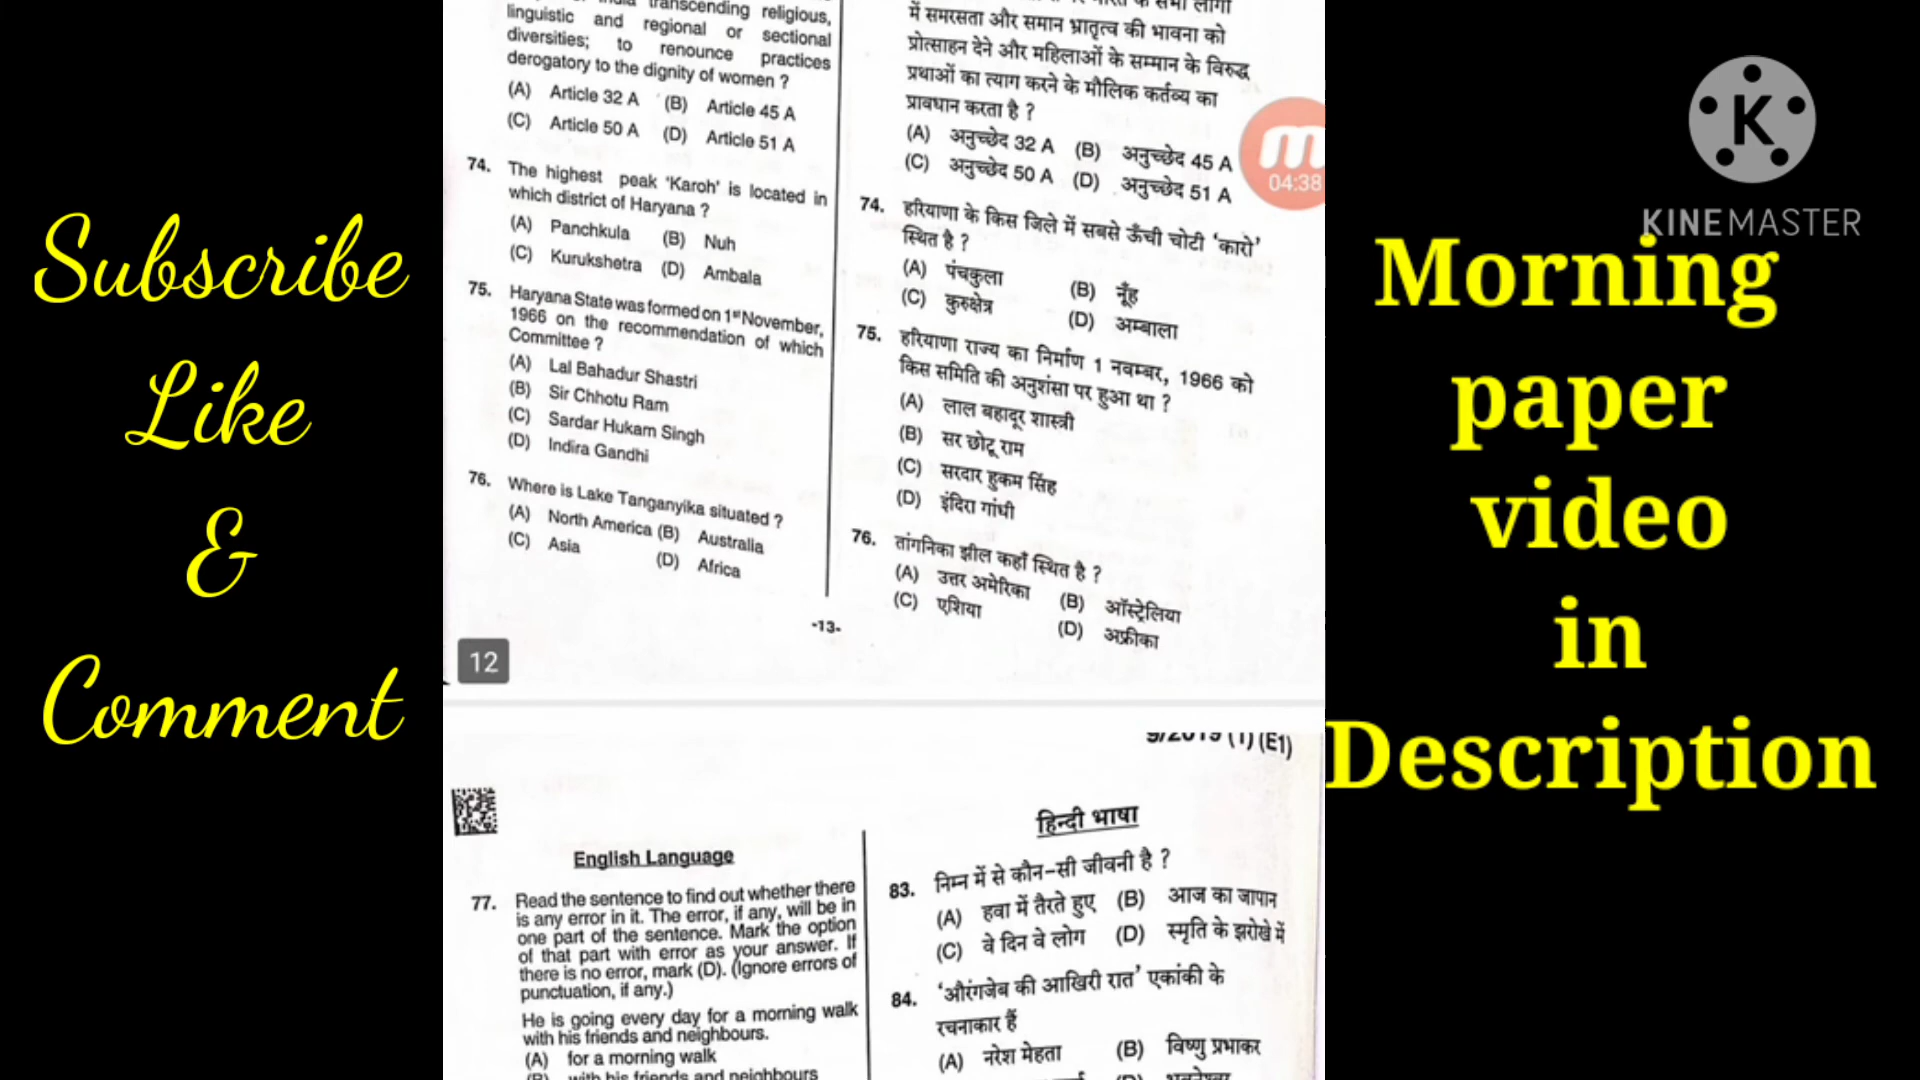 Subscribe
Like
&
Comment
transcending religious,
linguistic and regional or sectional
diversities; to renounce practices
derogatory to the dignity of women ?
(A) Article 32 A (B) Article 45 A
(C) Article 50 A (D) Article 51 A
74. The highest peak 'Karoh' is located in
which district of Haryana ?
(A) Panchkula (B) Nuh
(C) Kurukshetra (D) Ambala
75. Haryana State was formed on 1st November,
1966 on the recommendation of which
Committee ?
(A) Lal Bahadur Shastri
(B) Sir Chhotu Ram
(C) Sardar Hukam Singh
(D) Indira Gandhi
76. Where is Lake Tanganyika situated ?
(A) North America (B) Australia
(C) Asia (D) Africa
में समरसता और समान भ्रातृत्व की भावना को
प्रोत्साहन देने और महिलाओं के सम्मान के विरुद्ध
प्रथाओं का त्याग करने के मौलिक कर्तव्य का
प्रावधान करता है ?
(A) अनुच्छेद 32 A (B) अनुच्छेद 45 A
(C) अनुच्छेद 50 A (D) अनुच्छेद 51 A
74. हरियाणा के किस जिले में सबसे ऊँची चोटी 'कारो'
स्थित है ?
(A) पंचकुला (B) नूँह
(C) कुरुक्षेत्र (D) अम्बाला
75. हरियाणा राज्य का निर्माण 1 नवम्बर, 1966 को
किस समिति की अनुशंसा पर हुआ था ?
(A) लाल बहादूर शास्त्री
(B) सर छोटू राम
(C) सरदार हुकम सिंह
(D) इंदिरा गांधी
76. तांगनिका झील कहाँ स्थित है ?
(A) उत्तर अमेरिका (B) ऑस्ट्रेलिया
(C) एशिया (D) अफ्रीका
-13-
12
04:38
(1) (E1)
English Language
77. Read the sentence to find out whether there
is any error in it. The error, if any, will be in
one part of the sentence. Mark the option
of that part with error as your answer. If
there is no error, mark (D). (Ignore errors of
punctuation, if any.)
He is going every day for a morning walk
with his friends and neighbours.
(A) for a morning walk
with his friends and neighbours
हिन्दी भाषा
83. निम्न में से कौन-सी जीवनी है ?
(A) हवा में तैरते हुए (B) आज का जापान
(C) वे दिन वे लोग (D) स्मृति के झरोखे में
84. 'औरंगजेब की आखिरी रात' एकांकी के
रचनाकार हैं
(A) नरेश मेहता (B) विष्णु प्रभाकर
K
KINEMASTER
Morning
paper
video
in
Description